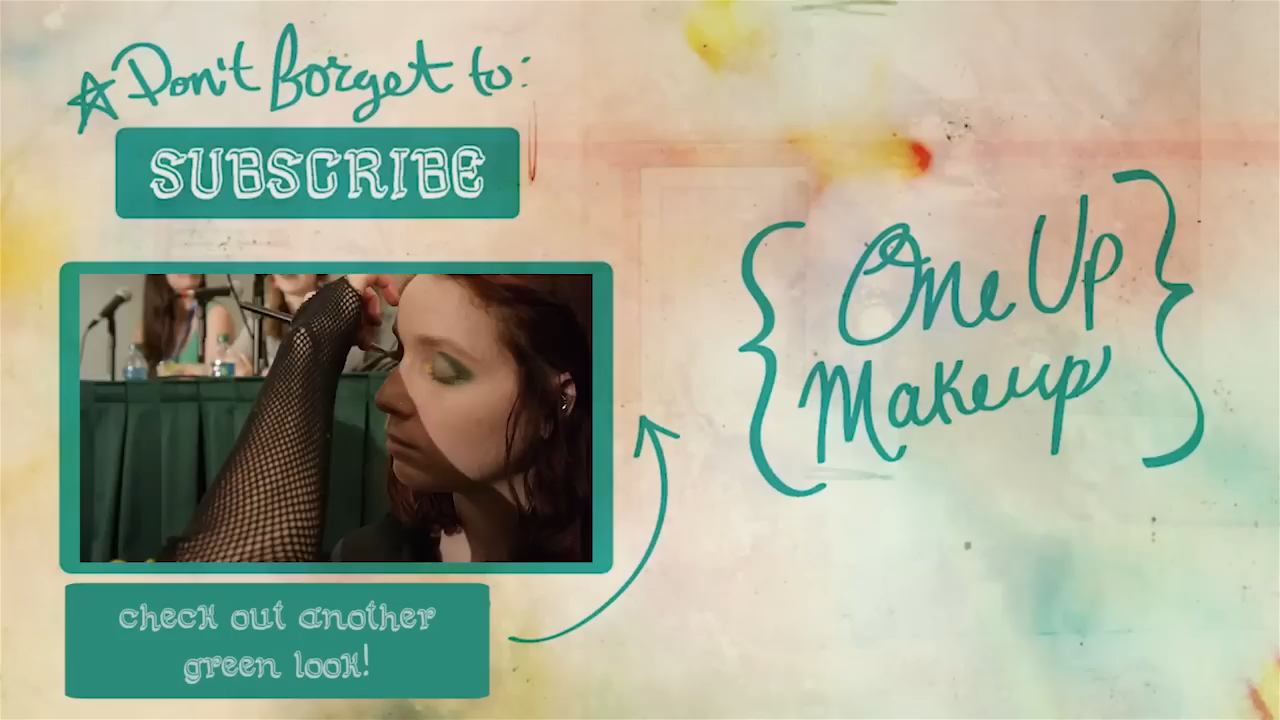 Don't forget to:
SUBSCRIBE
check out another
green look!
One Up
Makeup